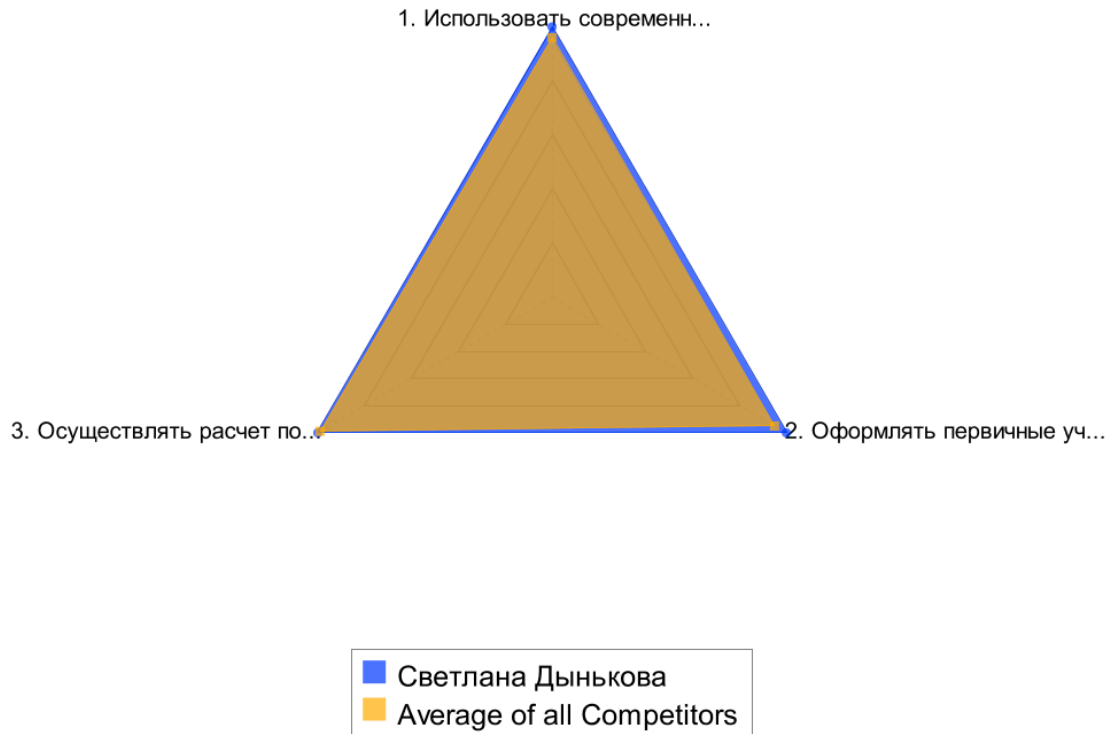 1. Использовать современн...
3. Осуществлять расчет по...
2. Оформлять первичные уч...
Светлана Дынькова
Average of all Competitors